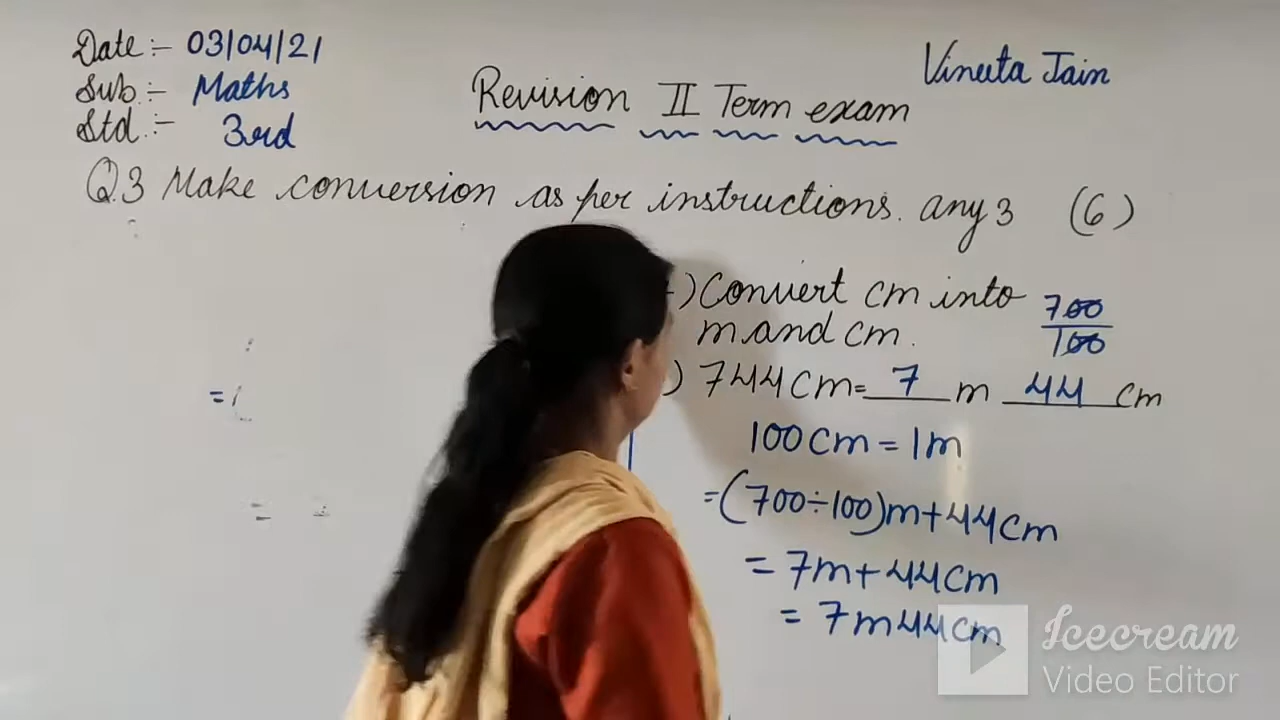 Date :- 03/04/21
Sub :- Maths
Std :- 3rd
Vineeta Jain
Revision II Term exam
Q.3 Make conversion as per instructions. any 3 (6)
) Convert cm into
m and cm.
700
100
) 744 cm = 7 m 44 cm
100 cm = 1m
= (700 ÷ 100)m + 44 cm
= 7m + 44 cm
= 7m 44 cm
=
=
Icecream
Video Editor